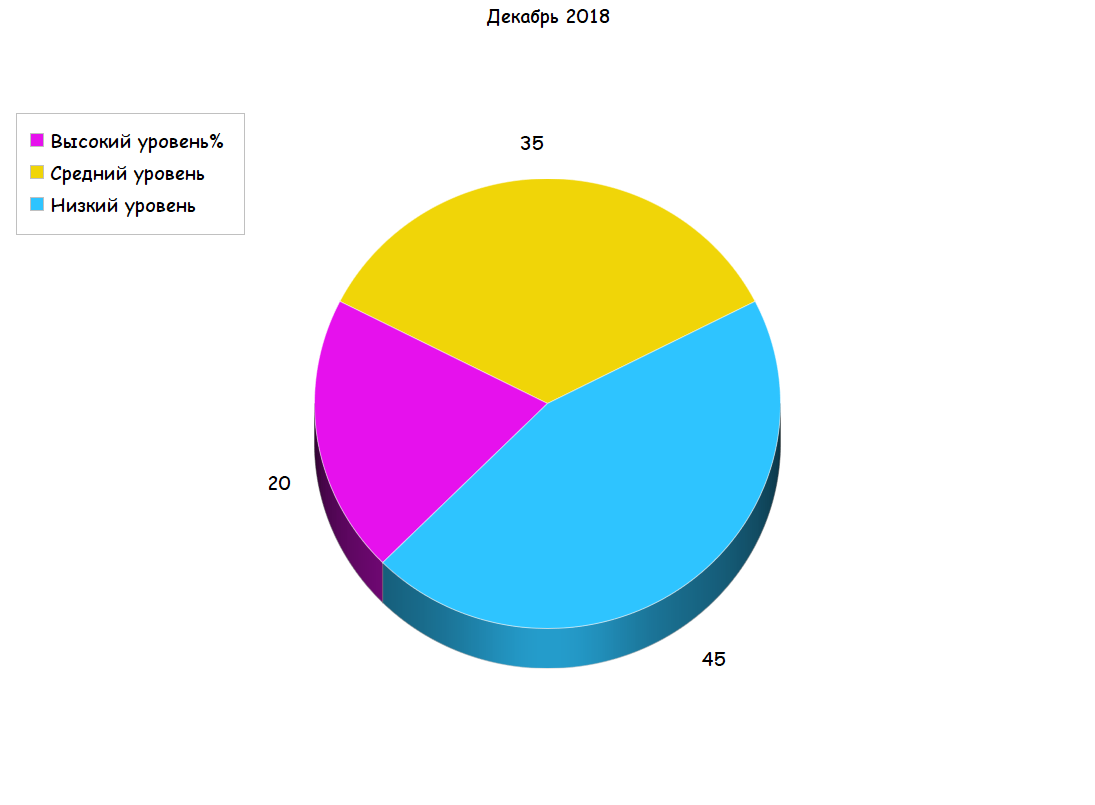 Декабрь 2018
Высокий уровень%
Средний уровень
Низкий уровень
35
20
45